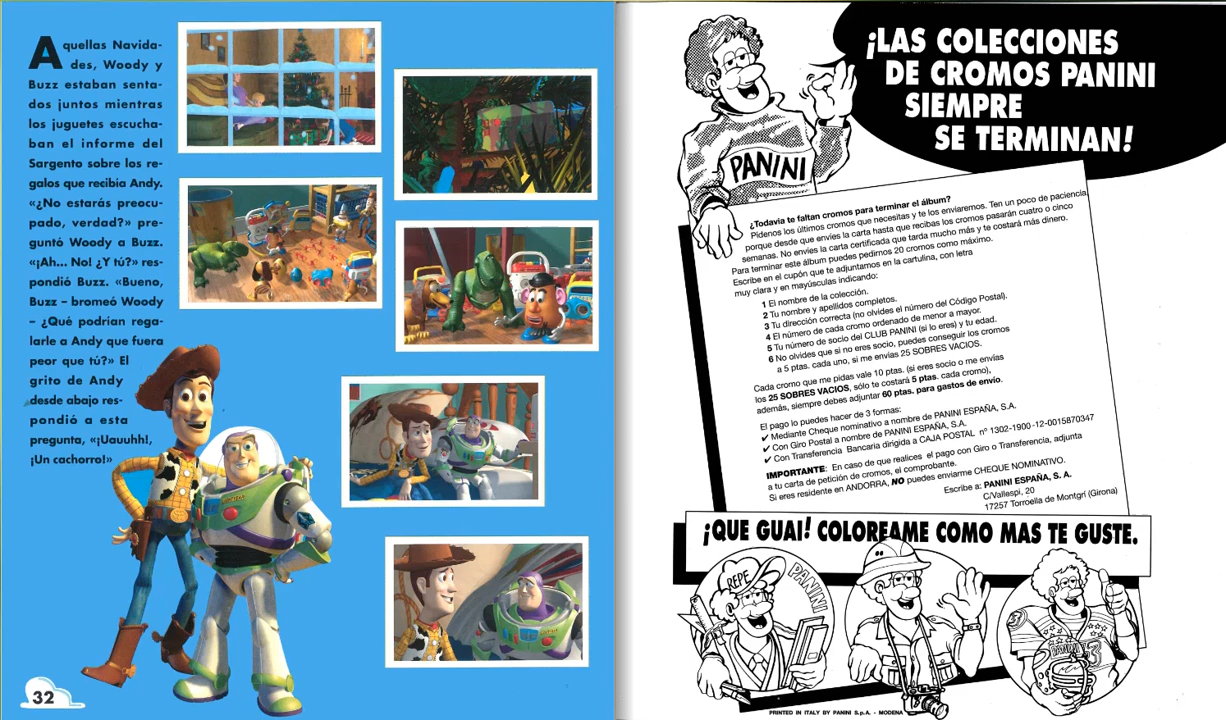 Aquellas Navida-
des, Woody y
Buzz estaban senta-
dos juntos mientras
los juguetes escucha-
ban el informe del
Sargento sobre los re-
galos que recibia Andy.
«¿No estarás preocu-
pado, verdad?» pre-
guntó Woody a Buzz.
«¡Ah... No! ¿Y tú?» res-
pondió Buzz. «Bueno,
Buzz – bromeó Woody
– ¿Qué podrían rega-
larle a Andy que fuera
peor que tú?» El
grito de Andy
desde abajo res-
pondió a esta
pregunta, «¡Uauuhh!,
¡Un cachorro!»
32
¡LAS COLECCIONES
DE CROMOS PANINI
SIEMPRE
SE TERMINAN!
PANINI
¿Todavia te faltan cromos para terminar el álbum?
Pídenos los últimos cromos que necesitas y te los enviaremos. Ten un poco de paciencia,
porque desde que envíes la carta hasta que recibas los cromos pasarán cuatro o cinco
semanas. No envíes la carta certificada que tarda mucho más y te costará más dinero.
Para terminar este álbum puedes pedirnos 20 cromos como máximo.
Escribe en el cupón que te adjuntamos en la cartulina, con letra
muy clara y en mayúsculas indicando:
1 El nombre de la colección.
2 Tu nombre y apellidos completos.
3 Tu dirección correcta (no olvides el número del Código Postal).
4 El número de cada cromo ordenado de menor a mayor.
5 Tu número de socio del CLUB PANINI (si lo eres) y tu edad.
6 No olvides que si no eres socio, puedes conseguir los cromos
a 5 ptas. cada uno, si me envías 25 SOBRES VACIOS.
Cada cromo que me pidas vale 10 ptas. (si eres socio o me envías
los 25 SOBRES VACIOS, sólo te costará 5 ptas. cada cromo),
además, siempre debes adjuntar 60 ptas. para gastos de envío.
El pago lo puedes hacer de 3 formas:
✔ Mediante Cheque nominativo a nombre de PANINI ESPAÑA, S.A.
✔ Con Giro Postal a nombre de PANINI ESPAÑA, S.A.
✔ Con Transferencia Bancaria dirigida a CAJA POSTAL nº 1302-1900-12-0015870347
IMPORTANTE: En caso de que realices el pago con Giro o Transferencia, adjunta
a tu carta de petición de cromos, el comprobante.
Si eres residente en ANDORRA, NO puedes enviarme CHEQUE NOMINATIVO.
Escribe a: PANINI ESPAÑA, S. A.
C/Vallespi, 20
17257 Torroella de Montgrí (Girona)
¡QUE GUAI! COLOREAME COMO MAS TE GUSTE.
REPE
PANINI
PANINI
3
PRINTED IN ITALY BY PANINI S.p.A. - MODENA